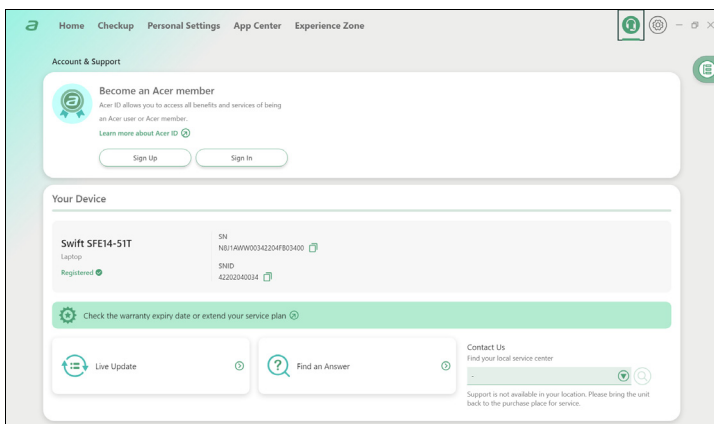 Home Checkup Personal Settings App Center Experience Zone
Account & Support
Become an Acer member
Acer ID allows you to access all benefits and services of being
an Acer user or Acer member.
Learn more about Acer ID
Sign Up Sign In
Your Device
Swift SFE14-51T
Laptop
Registered
SN
N8J1AWW00342204FB03400
SNID
42202040034
Check the warranty expiry date or extend your service plan
Live Update
Find an Answer
Contact Us
Find your local service center
-
Support is not available in your location. Please bring the unit
back to the purchase place for service.